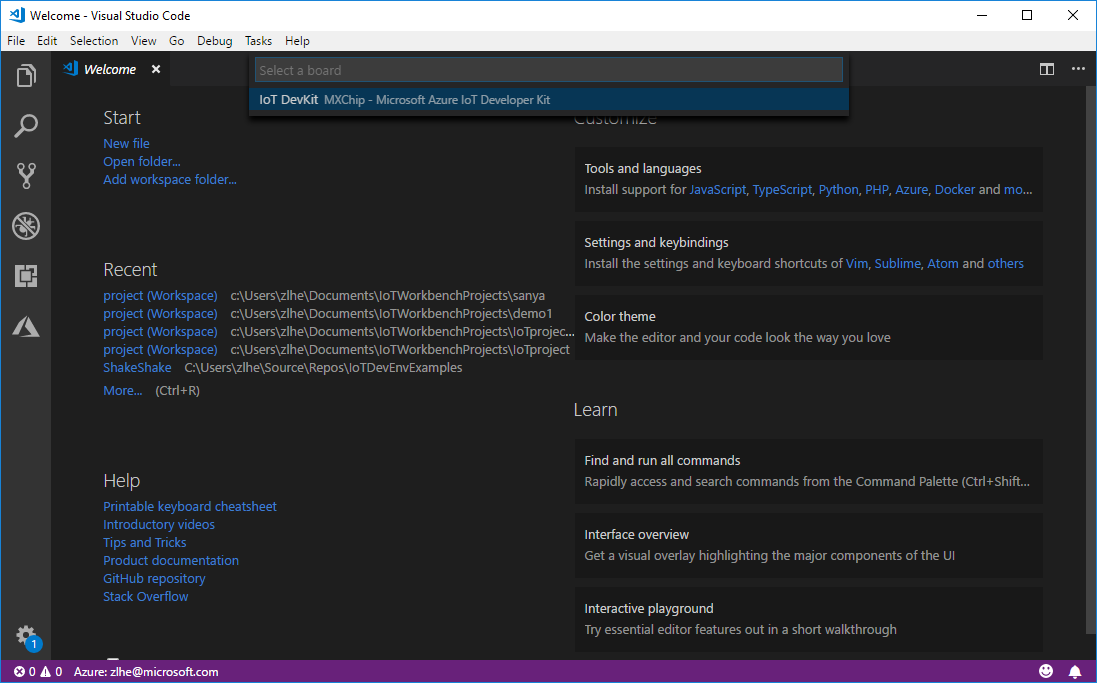 Welcome - Visual Studio Code
File Edit Selection View Go Debug Tasks Help
Welcome
Select a board
IoT DevKit MXChip - Microsoft Azure IoT Developer Kit
Start
New file
Open folder...
Add workspace folder...
Recent
project (Workspace) c:\Users\zlhe\Documents\IoTWorkbenchProjects\sanya
project (Workspace) c:\Users\zlhe\Documents\IoTWorkbenchProjects\demo1
project (Workspace) c:\Users\zlhe\Documents\IoTWorkbenchProjects\IoTprojec...
project (Workspace) c:\Users\zlhe\Documents\IoTWorkbenchProjects\IoTproject
ShakeShake C:\Users\zlhe\Source\Repos\IoTDevEnvExamples
More... (Ctrl+R)
Help
Printable keyboard cheatsheet
Introductory videos
Tips and Tricks
Product documentation
GitHub repository
Stack Overflow
Customize
Tools and languages
Install support for JavaScript, TypeScript, Python, PHP, Azure, Docker and mo...
Settings and keybindings
Install the settings and keyboard shortcuts of Vim, Sublime, Atom and others
Color theme
Make the editor and your code look the way you love
Learn
Find and run all commands
Rapidly access and search commands from the Command Palette (Ctrl+Shift...
Interface overview
Get a visual overlay highlighting the major components of the UI
Interactive playground
Try essential editor features out in a short walkthrough
1
0 0 Azure: zlhe@microsoft.com